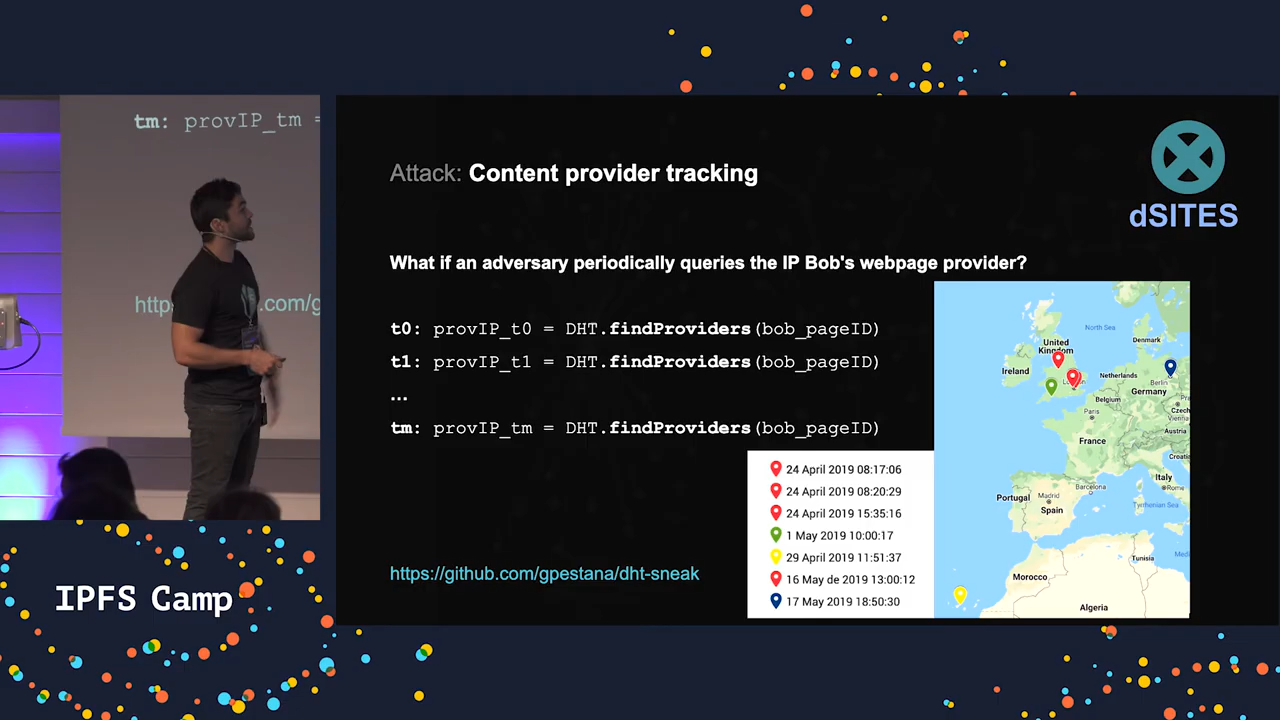 tm: provIP_tm =
http
.com/g
Attack: Content provider tracking
dSITES
What if an adversary periodically queries the IP Bob's webpage provider?
t0: provIP_t0 = DHT.findProviders(bob_pageID)
t1: provIP_t1 = DHT.findProviders(bob_pageID)
...
tm: provIP_tm = DHT.findProviders(bob_pageID)
https://github.com/gpestana/dht-sneak
24 April 2019 08:17:06
24 April 2019 08:20:29
24 April 2019 15:35:16
1 May 2019 10:00:17
29 April 2019 11:51:37
16 May de 2019 13:00:12
17 May 2019 18:50:30
North Sea
United
Kingdom
Denmark
Ireland
Netherlands
Berlin
Germany
Belgium
Paris
Czech
Vienna
Austria
France
Croatia
Italy
Rome
Barcelona
Portugal
Madrid
Spain
Tyrrhenian Sea
Tunisia
Morocco
Algeria
IPFS Camp